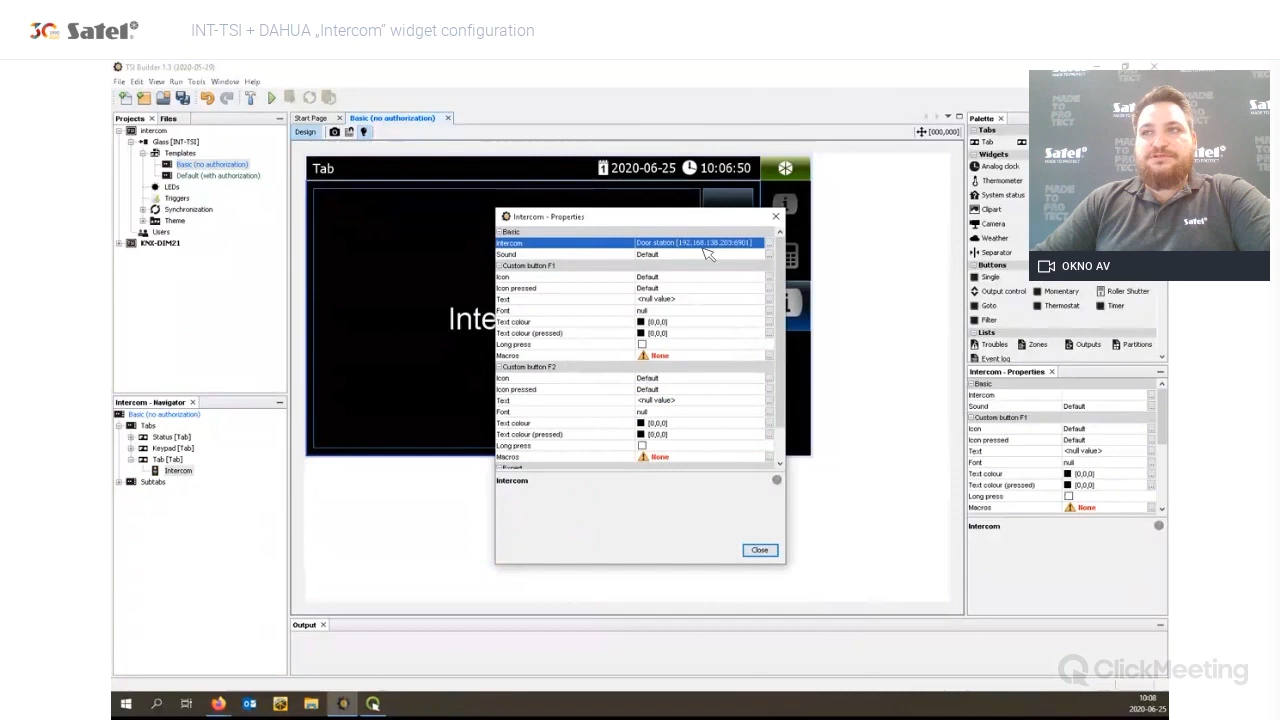 30 Satel
INT-TSI + DAHUA „Intercom” widget configuration
TSI Builder 1.3 (2020-05-29)
File Edit View Run Tools Window Help
Projects Files
intercom
Glass [INT-TSI]
Templates
Basic (no authorization)
Default (with authorization)
LEDs
Triggers
Synchronization
Theme
Users
KNX-DIM21
Intercom - Navigator
Basic (no authorization)
Tabs
Status [Tab]
Keypad [Tab]
Tab [Tab]
Intercom
Subtabs
Start Page Basic (no authorization)
Design
[000,000]
Tab 2020-06-25 10:06:50
Inte
Intercom - Properties
Basic
Intercom Door station [192.168.138.203:6901]
Sound Default
Custom button F1
Icon Default
Icon pressed Default
Text <null value>
Font null
Text colour [0,0,0]
Text colour (pressed) [0,0,0]
Long press
Macros None
Custom button F2
Icon Default
Icon pressed Default
Text <null value>
Font null
Text colour [0,0,0]
Text colour (pressed) [0,0,0]
Long press
Macros None
Expert
Intercom
Close
Output
Palette
Tabs
Tab
Widgets
Analog clock
Thermometer
System status
Clipart
Camera
Weather
Separator
Buttons
Single
Output control Momentary Roller Shutter
Goto Thermostat Timer
Filter
Lists
Troubles Zones Outputs Partitions
Event log
Intercom - Properties
Basic
Intercom
Sound Default
Custom button F1
Icon Default
Icon pressed Default
Text <null value>
Font null
Text colour [0,0,0]
Text colour (pressed) [0,0,0]
Long press
Macros None
Intercom
MADE TO PROTECT
Satel
Satel
OKNO AV
ClickMeeting
10:08
2020-06-25